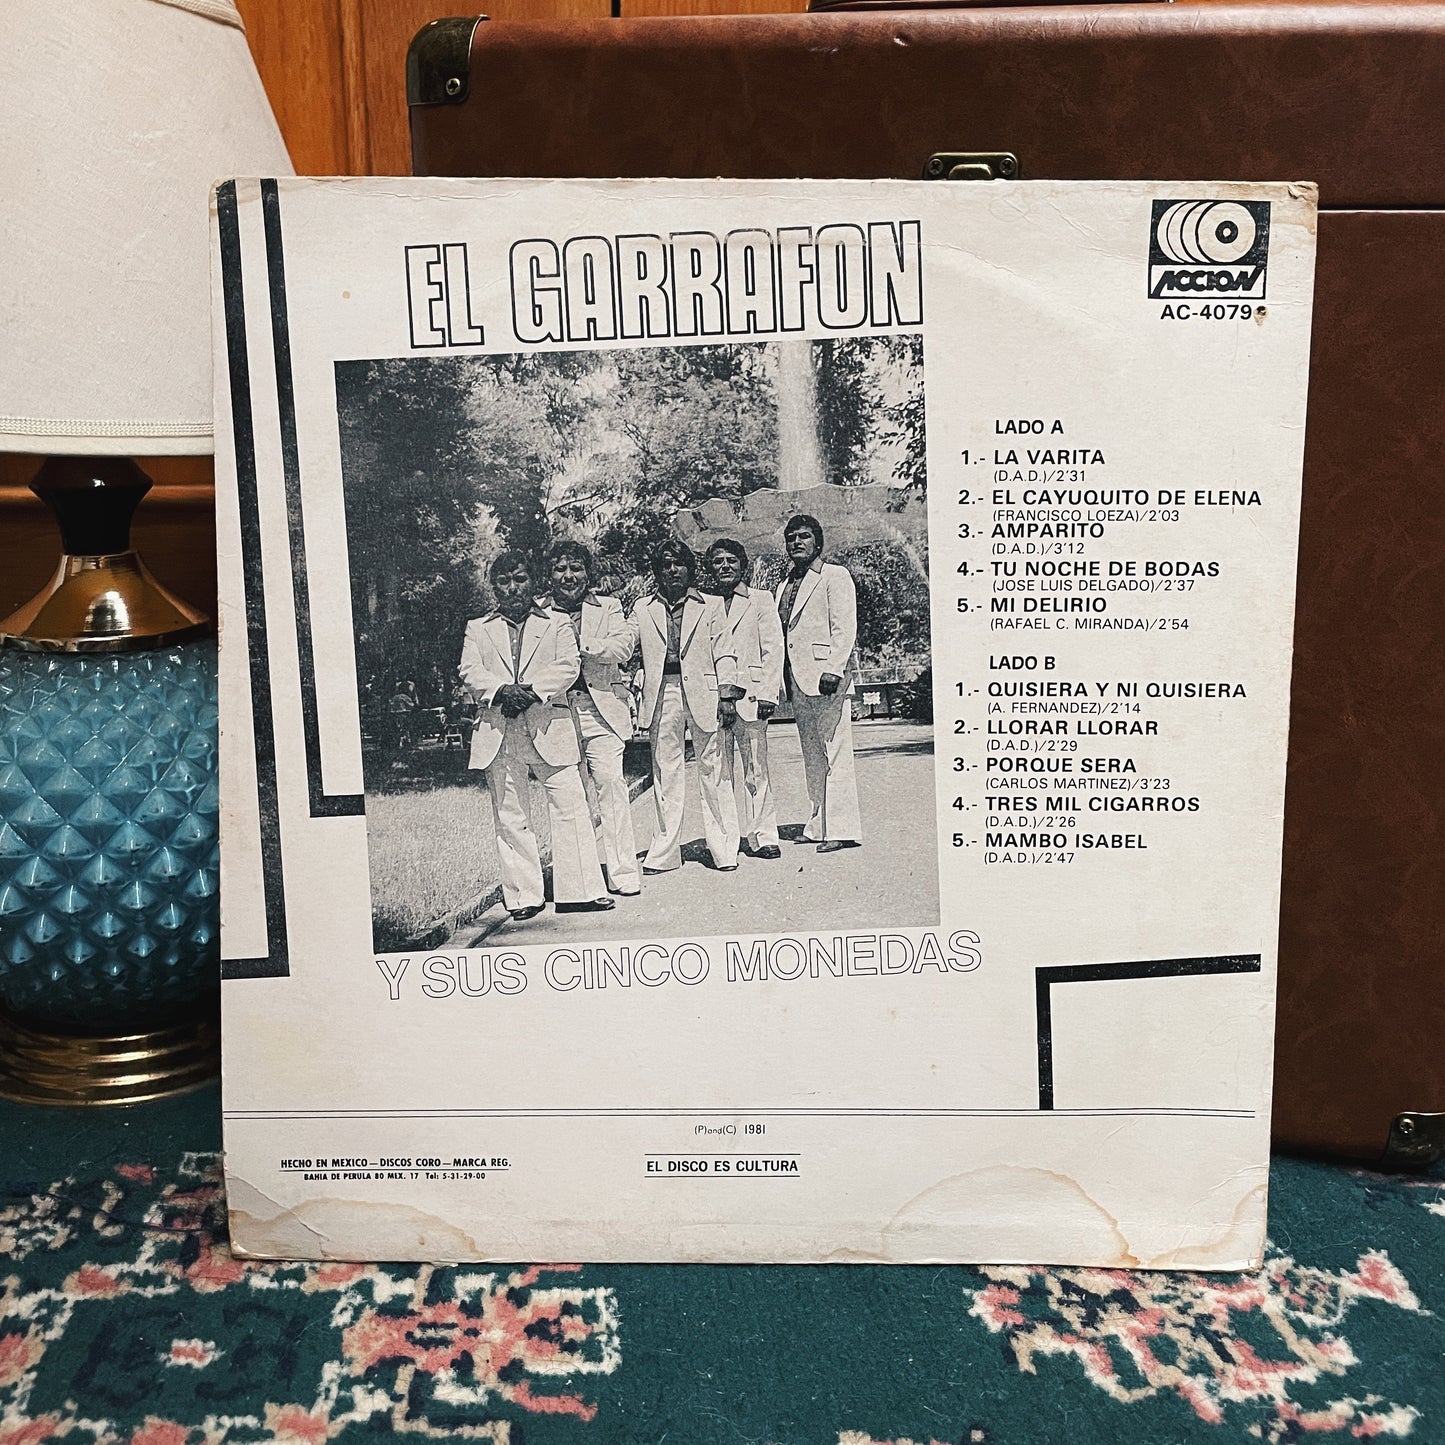 EL GARRAFON
ACCION
AC-4079
LADO A
1.- LA VARITA
(D.A.D.)/2'31
2.- EL CAYUQUITO DE ELENA
(FRANCISCO LOEZA)/2'03
3.- AMPARITO
(D.A.D.)/3'12
4.- TU NOCHE DE BODAS
(JOSE LUIS DELGADO)/2'37
5.- MI DELIRIO
(RAFAEL C. MIRANDA)/2'54
LADO B
1.- QUISIERA Y NI QUISIERA
(A. FERNANDEZ)/2'14
2.- LLORAR LLORAR
(D.A.D.)/2'29
3.- PORQUE SERA
(CARLOS MARTINEZ)/3'23
4.- TRES MIL CIGARROS
(D.A.D.)/2'26
5.- MAMBO ISABEL
(D.A.D.)/2'47
Y SUS CINCO MONEDAS
(P)and(C) 1981
HECHO EN MEXICO—DISCOS CORO—MARCA REG.
BAHIA DE PERULA 80 MEX. 17 Tel: 5-31-29-00
EL DISCO ES CULTURA